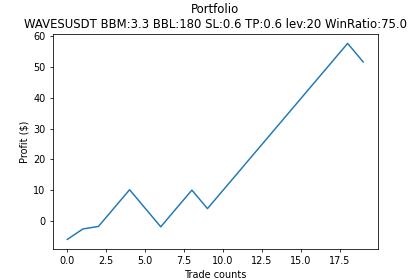 Portfolio
WAVESUSDT BBM:3.3 BBL:180 SL:0.6 TP:0.6 lev:20 WinRatio:75.0
60
50
40
30
20
10
0
Profit ($)
0.0 2.5 5.0 7.5 10.0 12.5 15.0 17.5
Trade counts